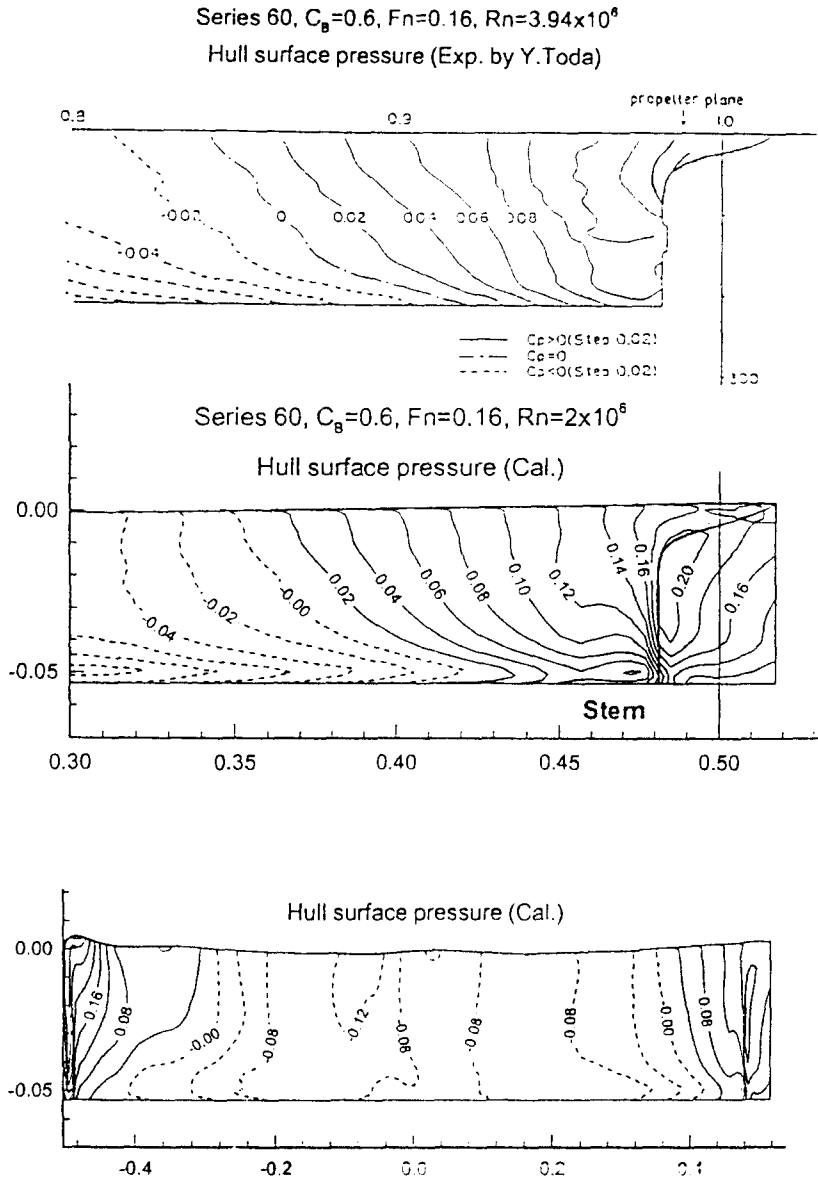 Series 60, CB=0.6, Fn=0.16, Rn=3.94x10⁶
Hull surface pressure (Exp. by Y.Toda)
propeller plane
0.8 0.9 1.0
-0.02 0 0.02 0.04 0.06 0.08
-0.04
Cp>0(Step 0.02)
Cp=0
Cp<0(Step 0.02)
Series 60, CB=0.6, Fn=0.16, Rn=2x10⁶
Hull surface pressure (Cal.)
0.00
-0.04 -0.02 -0.00 0.02 0.04 0.06 0.08 0.10 0.12 0.14 0.16 0.20 0.16
-0.05
Stern
0.30 0.35 0.40 0.45 0.50
Hull surface pressure (Cal.)
0.00
0.16 0.08 -0.00 -0.08 -0.12 -0.08 -0.08 -0.08 -0.00 0.08
-0.05
-0.4 -0.2 0.0 0.2